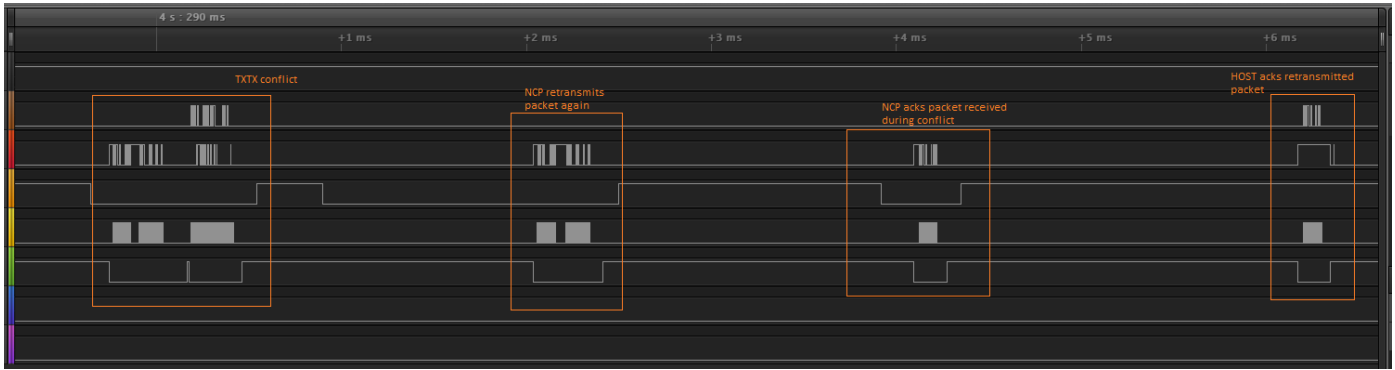 4 s : 290 ms
+1 ms
+2 ms
+3 ms
+4 ms
+5 ms
+6 ms
TXTX conflict
NCP retransmits
packet again
NCP acks packet received
during conflict
HOST acks retransmitted
packet